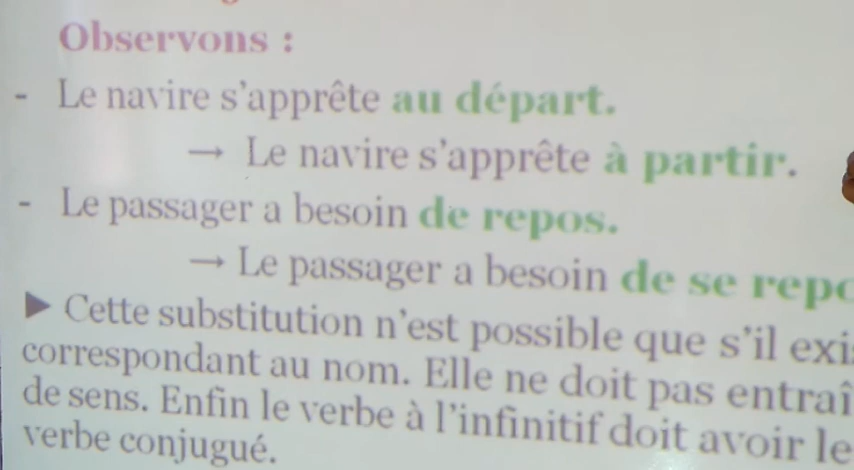 Observons :
- Le navire s'apprête au départ.
→ Le navire s'apprête à partir.
- Le passager a besoin de repos.
→ Le passager a besoin de se
▶ Cette substitution n'est possible que s'il
correspondant au nom. Elle ne doit pas
de sens. Enfin le verbe à l'infinitif doit avoir le
verbe conjugué.